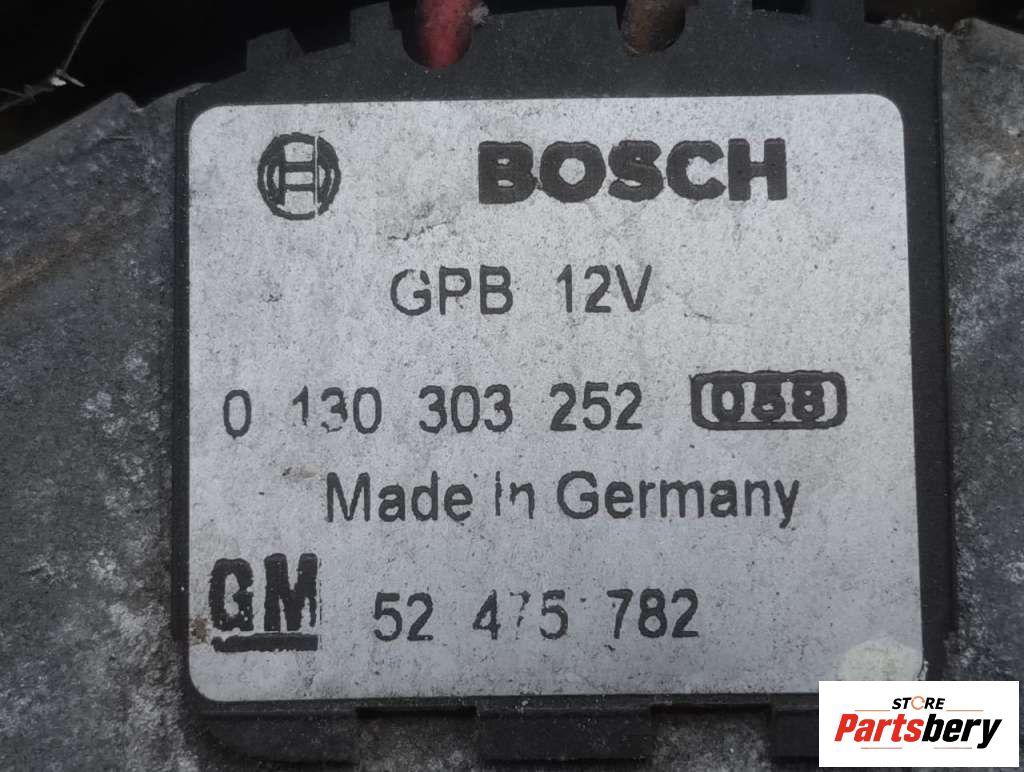 BOSCH
GPB 12V
0 130 303 252 058
Made in Germany
GM 52 475 782
STORE
Partsbery